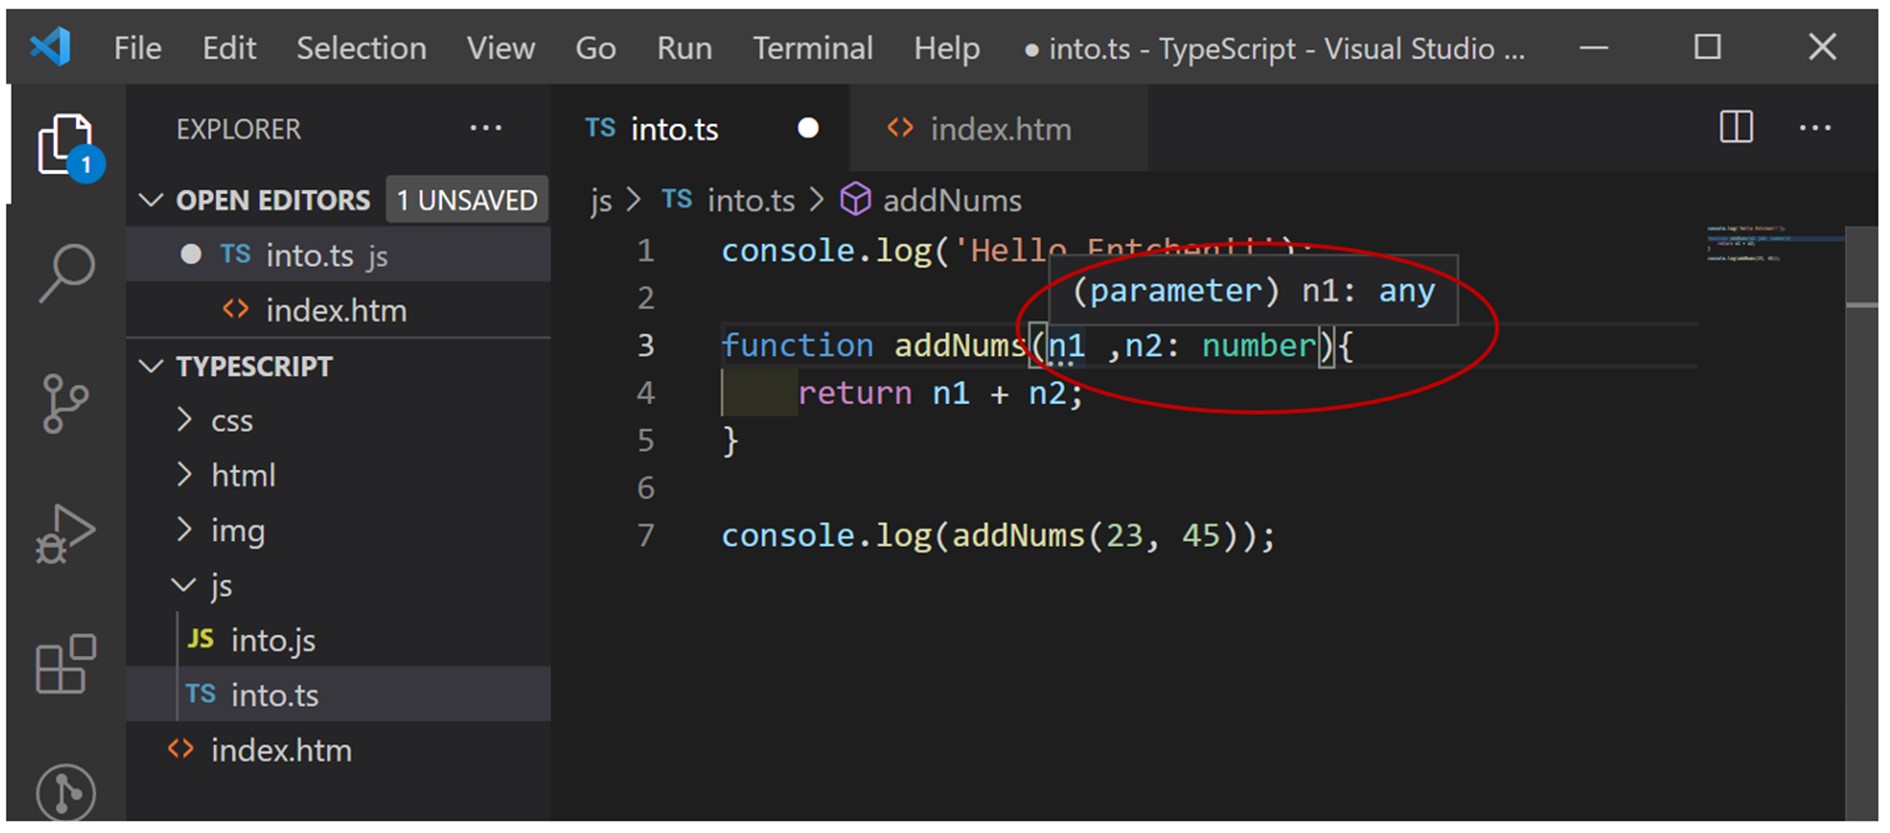 File Edit Selection View Go Run Terminal Help ● into.ts - TypeScript - Visual Studio ...
EXPLORER ...
1
OPEN EDITORS 1 UNSAVED
● TS into.ts js
<> index.htm
TYPESCRIPT
> css
> html
> img
js
JS into.js
TS into.ts
<> index.htm
TS into.ts ● <> index.htm ...
js > TS into.ts > addNums
1 console.log('Hello Entchen!!!');
(parameter) n1: any
2
3 function addNums(n1 ,n2: number){
4 return n1 + n2;
5 }
6
7 console.log(addNums(23, 45));